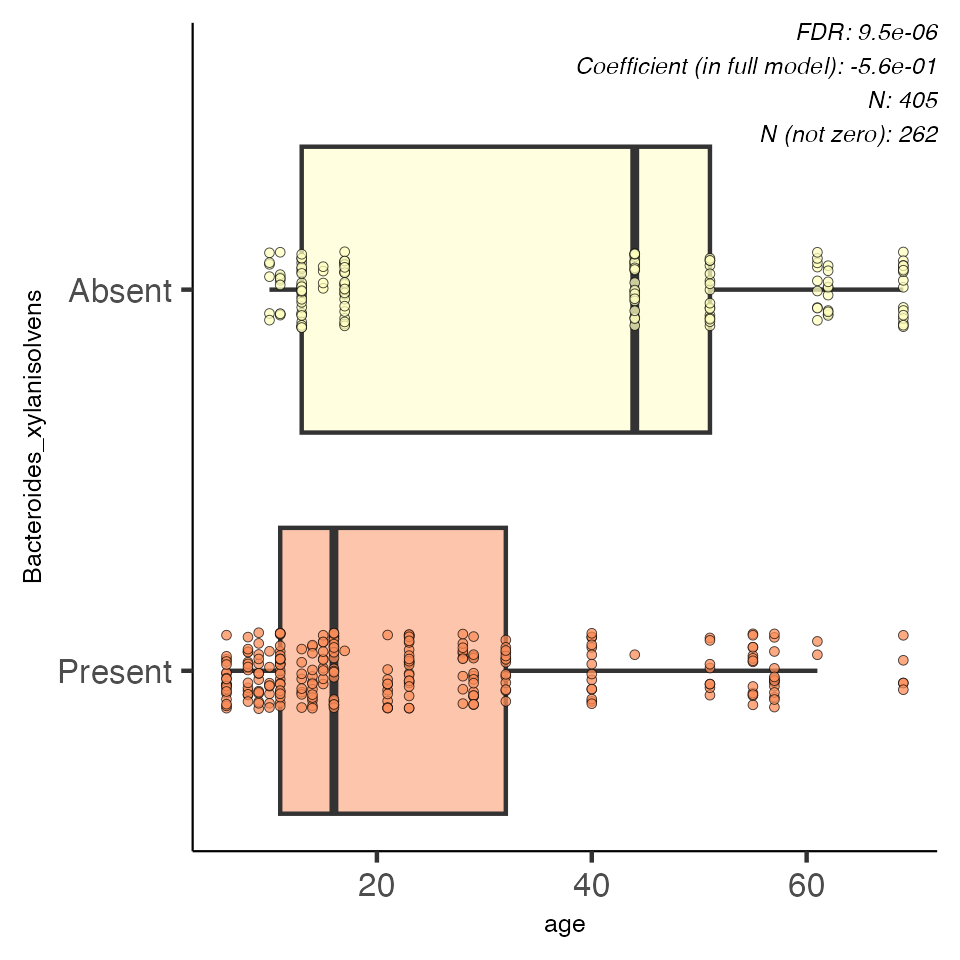 FDR: 9.5e-06
Coefficient (in full model): -5.6e-01
N: 405
N (not zero): 262
Absent
Present
Bacteroides_xylanisolvens
20 40 60
age